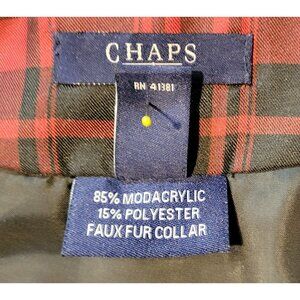 CHAPS
RN 41381
85% MODACRYLIC
15% POLYESTER
FAUX FUR COLLAR